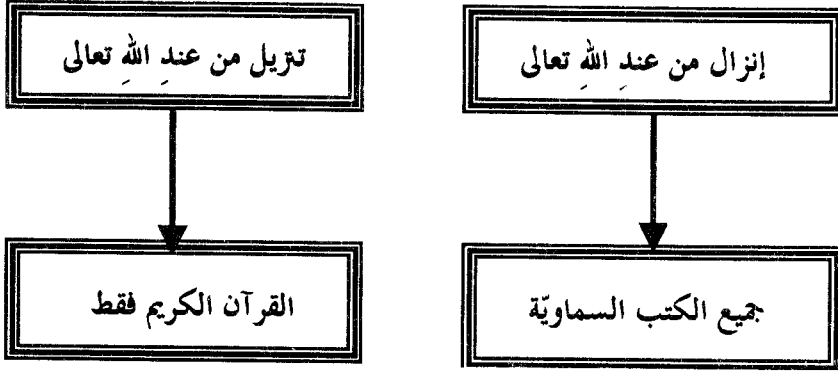 إنزال من عندِ اللهِ تعالى
تنزيل من عندِ اللهِ تعالى
جميع الكتب السماويّة
القرآن الكريم فقط